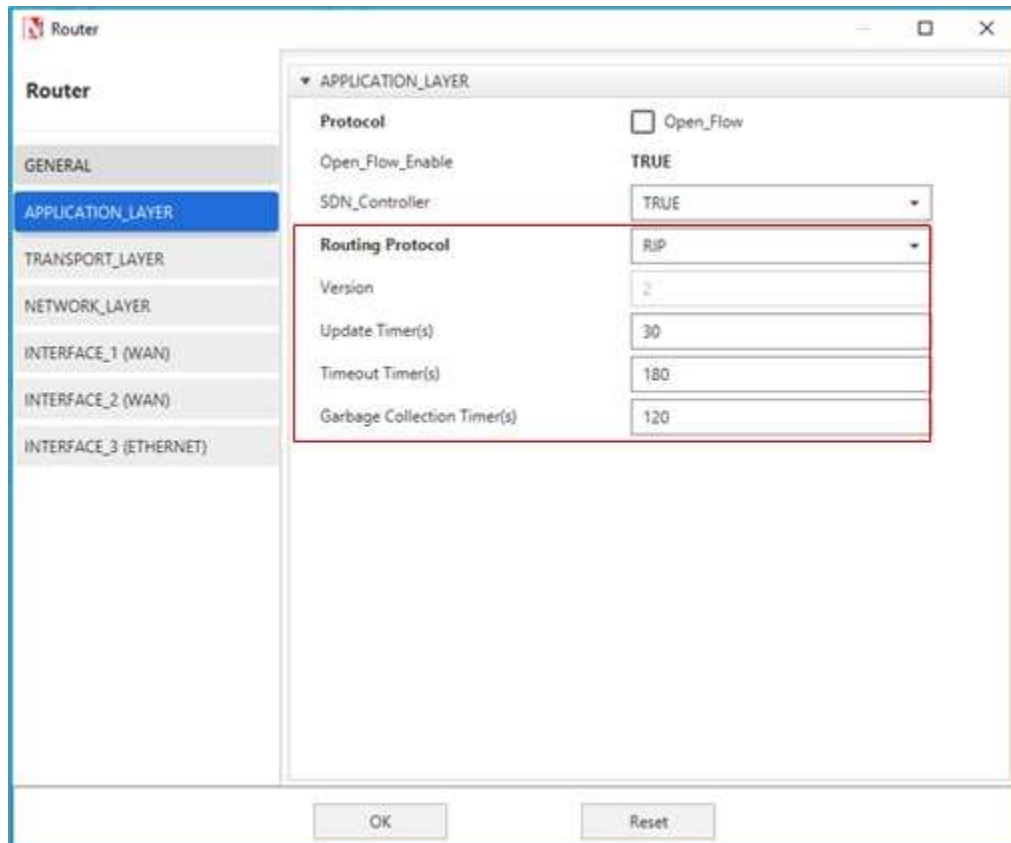 Router
Router
GENERAL
APPLICATION_LAYER
TRANSPORT_LAYER
NETWORK_LAYER
INTERFACE_1 (WAN)
INTERFACE_2 (WAN)
INTERFACE_3 (ETHERNET)
APPLICATION_LAYER
Protocol Open_Flow
Open_Flow_Enable TRUE
SDN_Controller TRUE
Routing Protocol RIP
Version 2
Update Timer(s) 30
Timeout Timer(s) 180
Garbage Collection Timer(s) 120
OK Reset